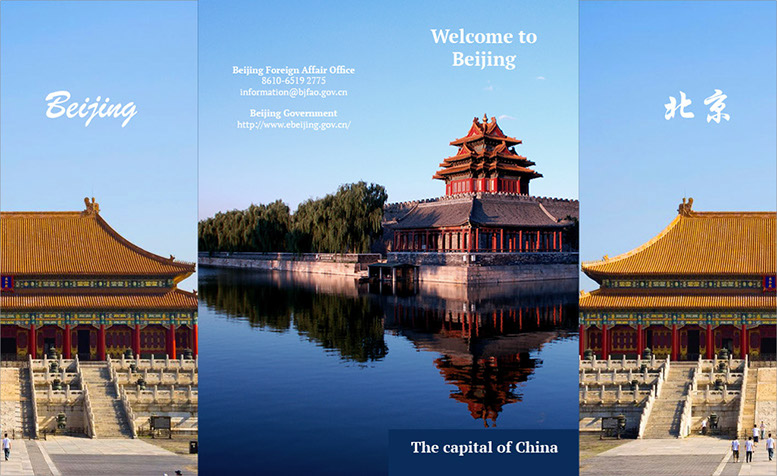 Beijing
Beijing Foreign Affair Office
8610-6519 2775
information@bjfao.gov.cn
Beijing Government
http://www.ebeijing.gov.cn/
Welcome to
Beijing
The capital of China
北京